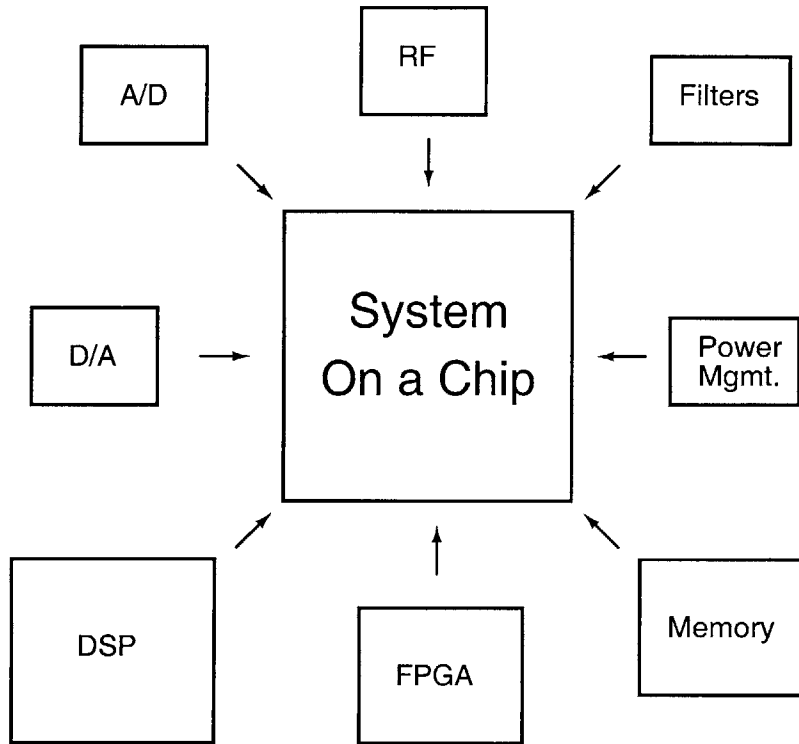 RF
A/D
Filters
System
On a Chip
D/A
Power
Mgmt.
DSP
FPGA
Memory